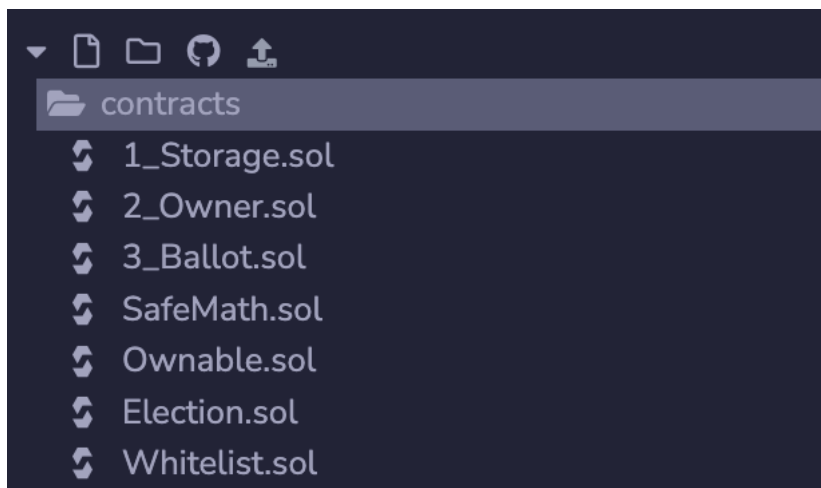 contracts
1_Storage.sol
2_Owner.sol
3_Ballot.sol
SafeMath.sol
Ownable.sol
Election.sol
Whitelist.sol